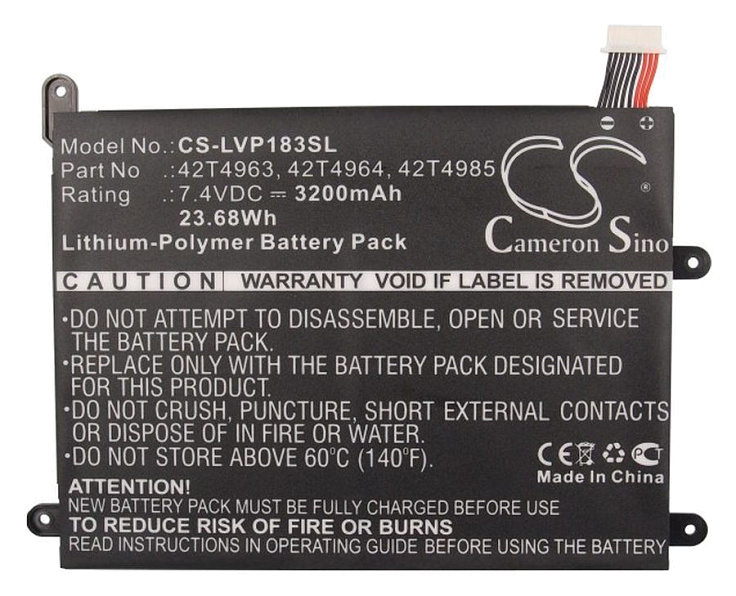 Model No.: CS-LVP183SL
Part No .: 42T4963, 42T4964, 42T4985
Rating .: 7.4VDC ⎓ 3200mAh
23.68Wh
Lithium-Polymer Battery Pack
CS ®
Cameron Sino
CAUTION WARRANTY VOID IF LABEL IS REMOVED
·DO NOT ATTEMPT TO DISASSEMBLE, OPEN OR SERVICE
THE BATTERY PACK.
·REPLACE ONLY WITH THE BATTERY PACK DESIGNATED
FOR THIS PRODUCT.
·DO NOT CRUSH, PUNCTURE, SHORT EXTERNAL CONTACTS
OR DISPOSE OF IN FIRE OR WATER.
·DO NOT STORE ABOVE 60°C (140°F).
CE PCT
Made In China
ATTENTION!
NEW BATTERY PACK MUST BE FULLY CHARGED BEFORE USE
TO REDUCE RISK OF FIRE OR BURNS
READ INSTRUCTIONS IN OPERATING GUIDE BEFORE USING THE BATTERY